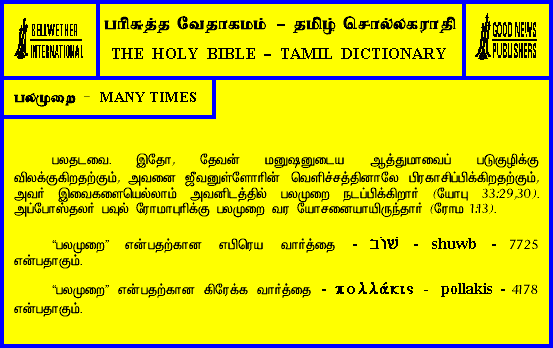 BELLWETHER
INTERNATIONAL
பரிசுத்த வேதாகமம் – தமிழ் சொல்லகராதி
THE HOLY BIBLE – TAMIL DICTIONARY
GOOD NEWS
PUBLISHERS
பலமுறை - MANY TIMES
பலதடவை. இதோ, தேவன் மனுஷனுடைய ஆத்துமாவைப் படுகுழிக்கு
விலக்குகிறதற்கும், அவனை ஜீவனுள்ளோரின் வெளிச்சத்தினாலே பிரகாசிப்பிக்கிறதற்கும்,
அவர் இவைகளையெல்லாம் அவனிடத்தில் பலமுறை நடப்பிக்கிறார் (யோபு 33:29,30).
அப்போஸ்தலர் பவுல் ரோமாபுரிக்கு பலமுறை வர யோசனையாயிருந்தார் (ரோம 1:13).
“பலமுறை” என்பதற்கான எபிரெய வார்த்தை - שׁוּב - shuwb - 7725
என்பதாகும்.
“பலமுறை” என்பதற்கான கிரேக்க வார்த்தை - πολλάκις - pollakis - 4178
என்பதாகும்.